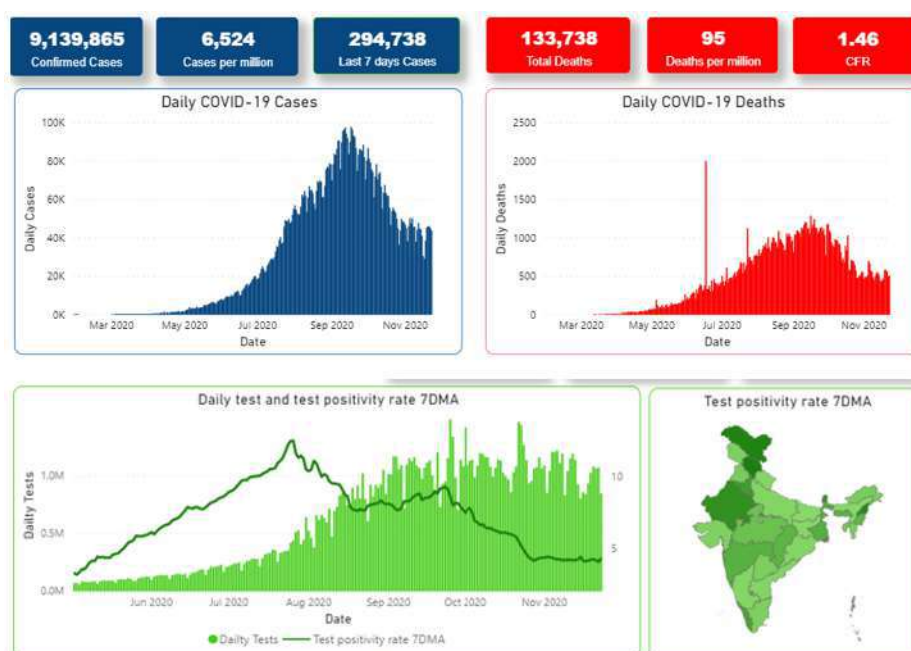 9,139,865
Confirmed Cases
6,524
Cases per million
294,738
Last 7 days Cases
133,738
Total Deaths
95
Deaths per million
1.46
CFR
Daily COVID-19 Cases
100K
80K
60K
40K
20K
0K
Daily Cases
Mar 2020 May 2020 Jul 2020 Sep 2020 Nov 2020
Date
Daily COVID-19 Deaths
2500
2000
1500
1000
500
0
Daily Deaths
Mar 2020 May 2020 Jul 2020 Sep 2020 Nov 2020
Date
Daily test and test positivity rate 7DMA
1.0M
0.5M
0.0M
Dailty Tests
10
5
Jun 2020 Jul 2020 Aug 2020 Sep 2020 Oct 2020 Nov 2020
Date
Dailty Tests Test positivity rate 7DMA
Test positivity rate 7DMA